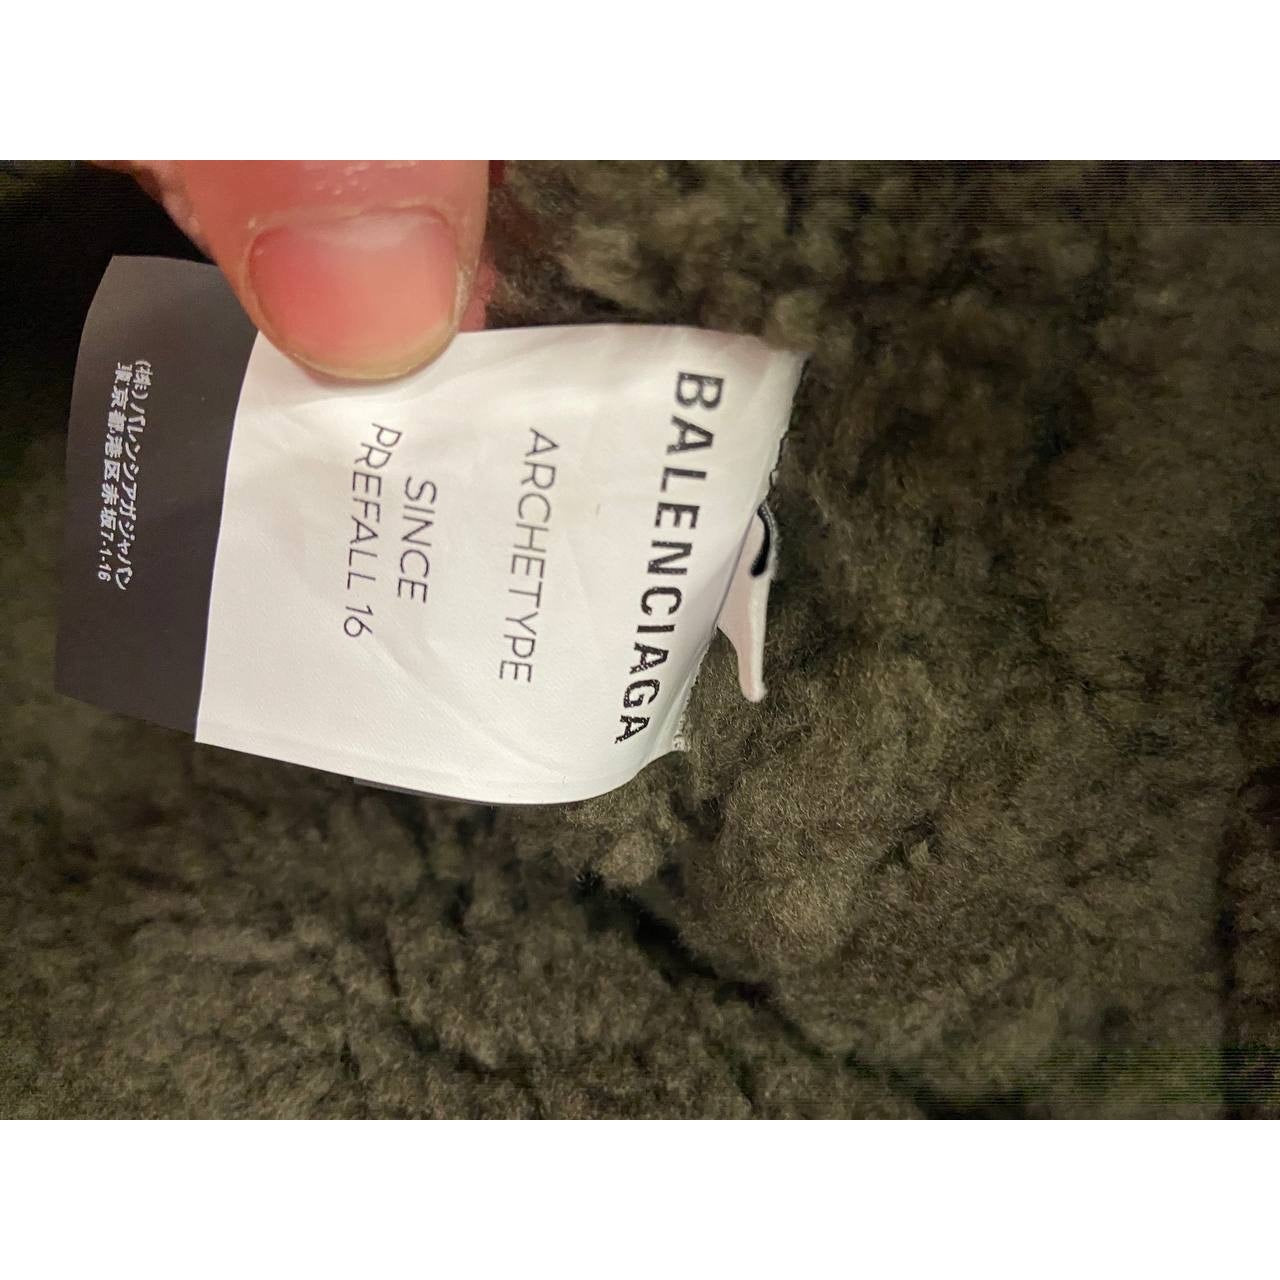 BALENCIAGA
ARCHETYPE
SINCE
PREFALL 16
(株)バレンシアガジャパン
東京都港区赤坂7-1-16